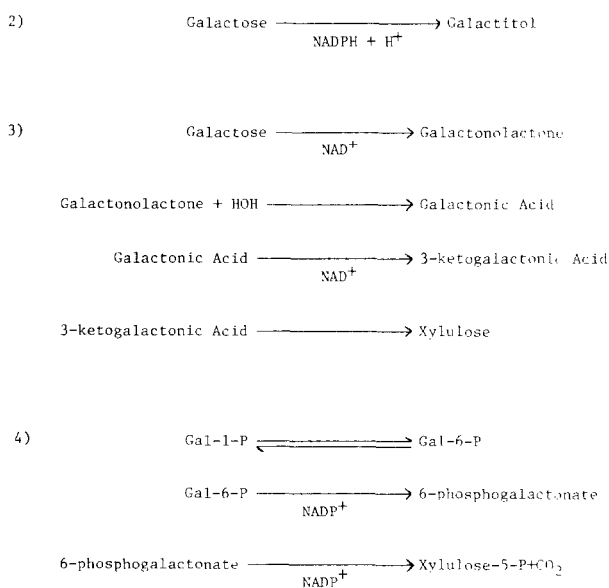 2) Galactose → Galactitol
NADPH + H⁺
3) Galactose → Galactonolactone
NAD⁺
Galactonolactone + HOH → Galactonic Acid
Galactonic Acid → 3-ketogalactonic Acid
NAD⁺
3-ketogalactonic Acid → Xylulose
4) Gal-1-P ⇌ Gal-6-P
Gal-6-P → 6-phosphogalactonate
NADP⁺
6-phosphogalactonate → Xylulose-5-P+CO₂
NADP⁺